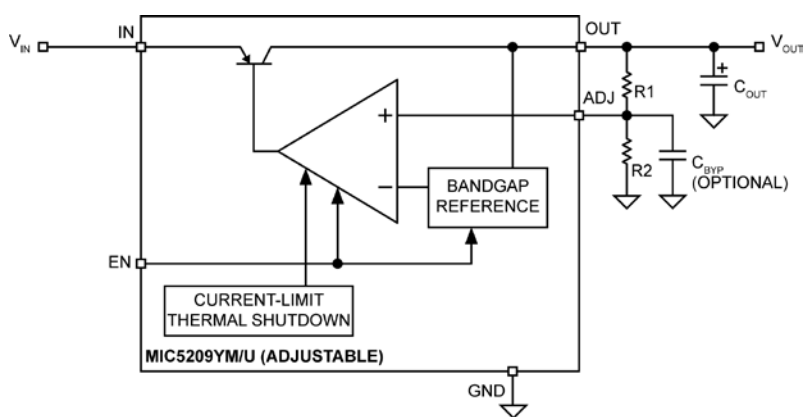 V_IN
IN
OUT
V_OUT
ADJ
R1
C_OUT
+
+
−
R2
C_BYP
(OPTIONAL)
BANDGAP
REFERENCE
EN
CURRENT-LIMIT
THERMAL SHUTDOWN
MIC5209YM/U (ADJUSTABLE)
GND